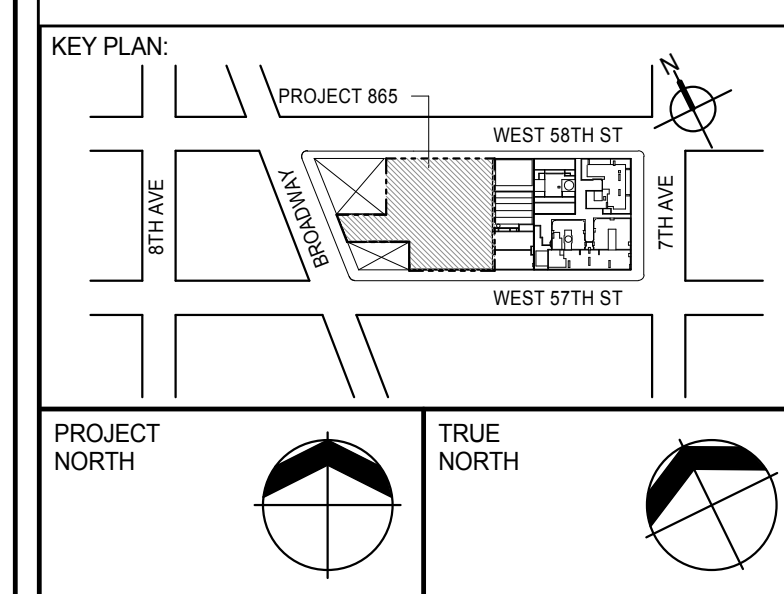 KEY PLAN:
N
PROJECT 865
WEST 58TH ST
8TH AVE
BROADWAY
7TH AVE
WEST 57TH ST
PROJECT
NORTH
TRUE
NORTH